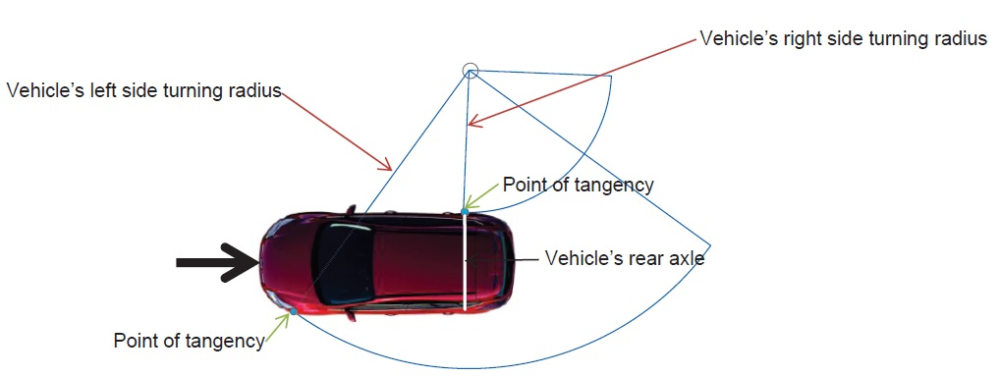 Vehicle's right side turning radius
Vehicle's left side turning radius
Point of tangency
Vehicle's rear axle
Point of tangency